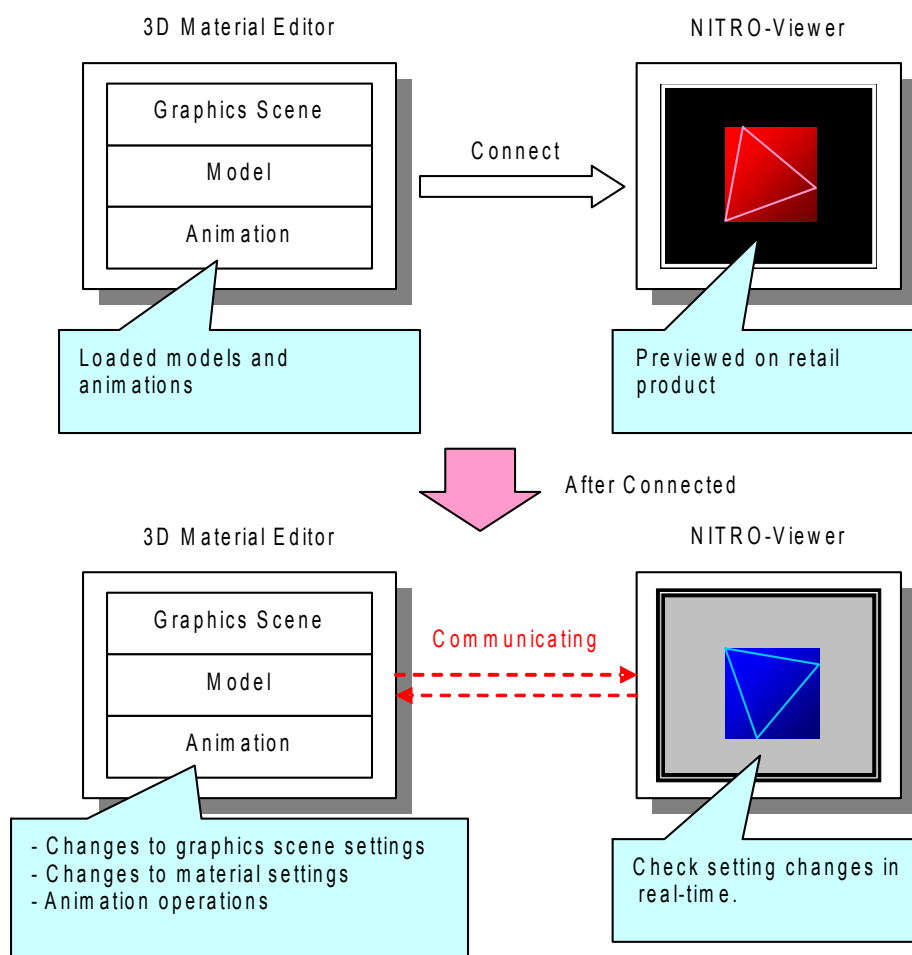 3D Material Editor
NITRO-Viewer
Graphics Scene
Model
Animation
Connect
Loaded models and
animations
Previewed on retail
product
After Connected
3D Material Editor
NITRO-Viewer
Graphics Scene
Model
Animation
Communicating
- Changes to graphics scene settings
- Changes to material settings
- Animation operations
Check setting changes in
real-time.